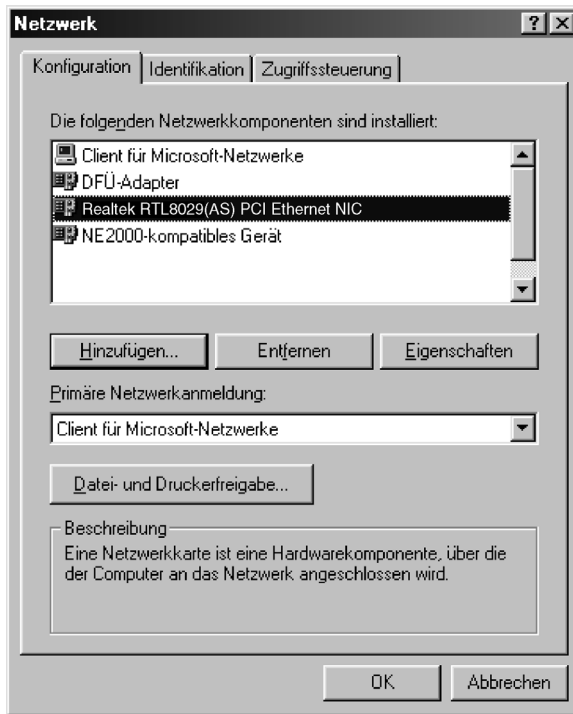 Netzwerk
Konfiguration Identifikation Zugriffssteuerung
Die folgenden Netzwerkkomponenten sind installiert:
Client für Microsoft-Netzwerke
DFÜ-Adapter
Realtek RTL8029(AS) PCI Ethernet NIC
NE2000-kompatibles Gerät
Hinzufügen... Entfernen Eigenschaften
Primäre Netzwerkanmeldung:
Client für Microsoft-Netzwerke
Datei- und Druckerfreigabe...
Beschreibung
Eine Netzwerkkarte ist eine Hardwarekomponente, über die
der Computer an das Netzwerk angeschlossen wird.
OK Abbrechen